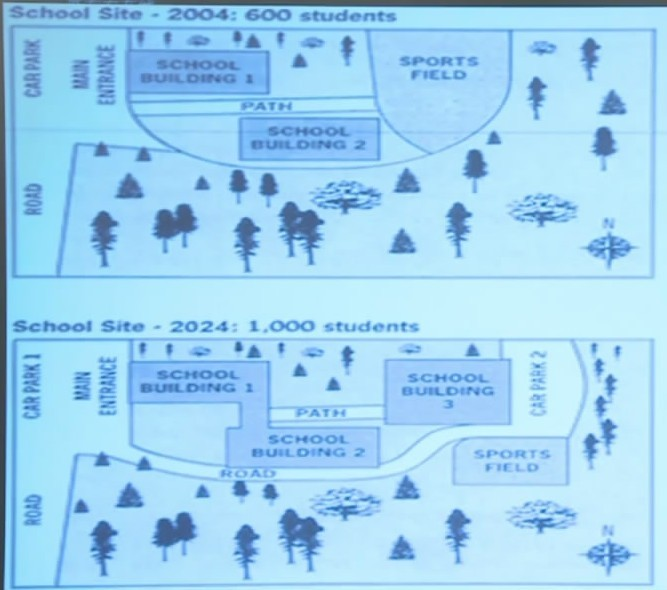 School Site - 2004: 600 students
CAR PARK
MAIN
ENTRANCE
SCHOOL
BUILDING 1
SPORTS
FIELD
PATH
SCHOOL
BUILDING 2
ROAD
N
School Site - 2024: 1,000 students
CAR PARK 1
MAIN
ENTRANCE
SCHOOL
BUILDING 1
SCHOOL
BUILDING
3
CAR PARK 2
PATH
SCHOOL
BUILDING 2
SPORTS
FIELD
ROAD
ROAD
N